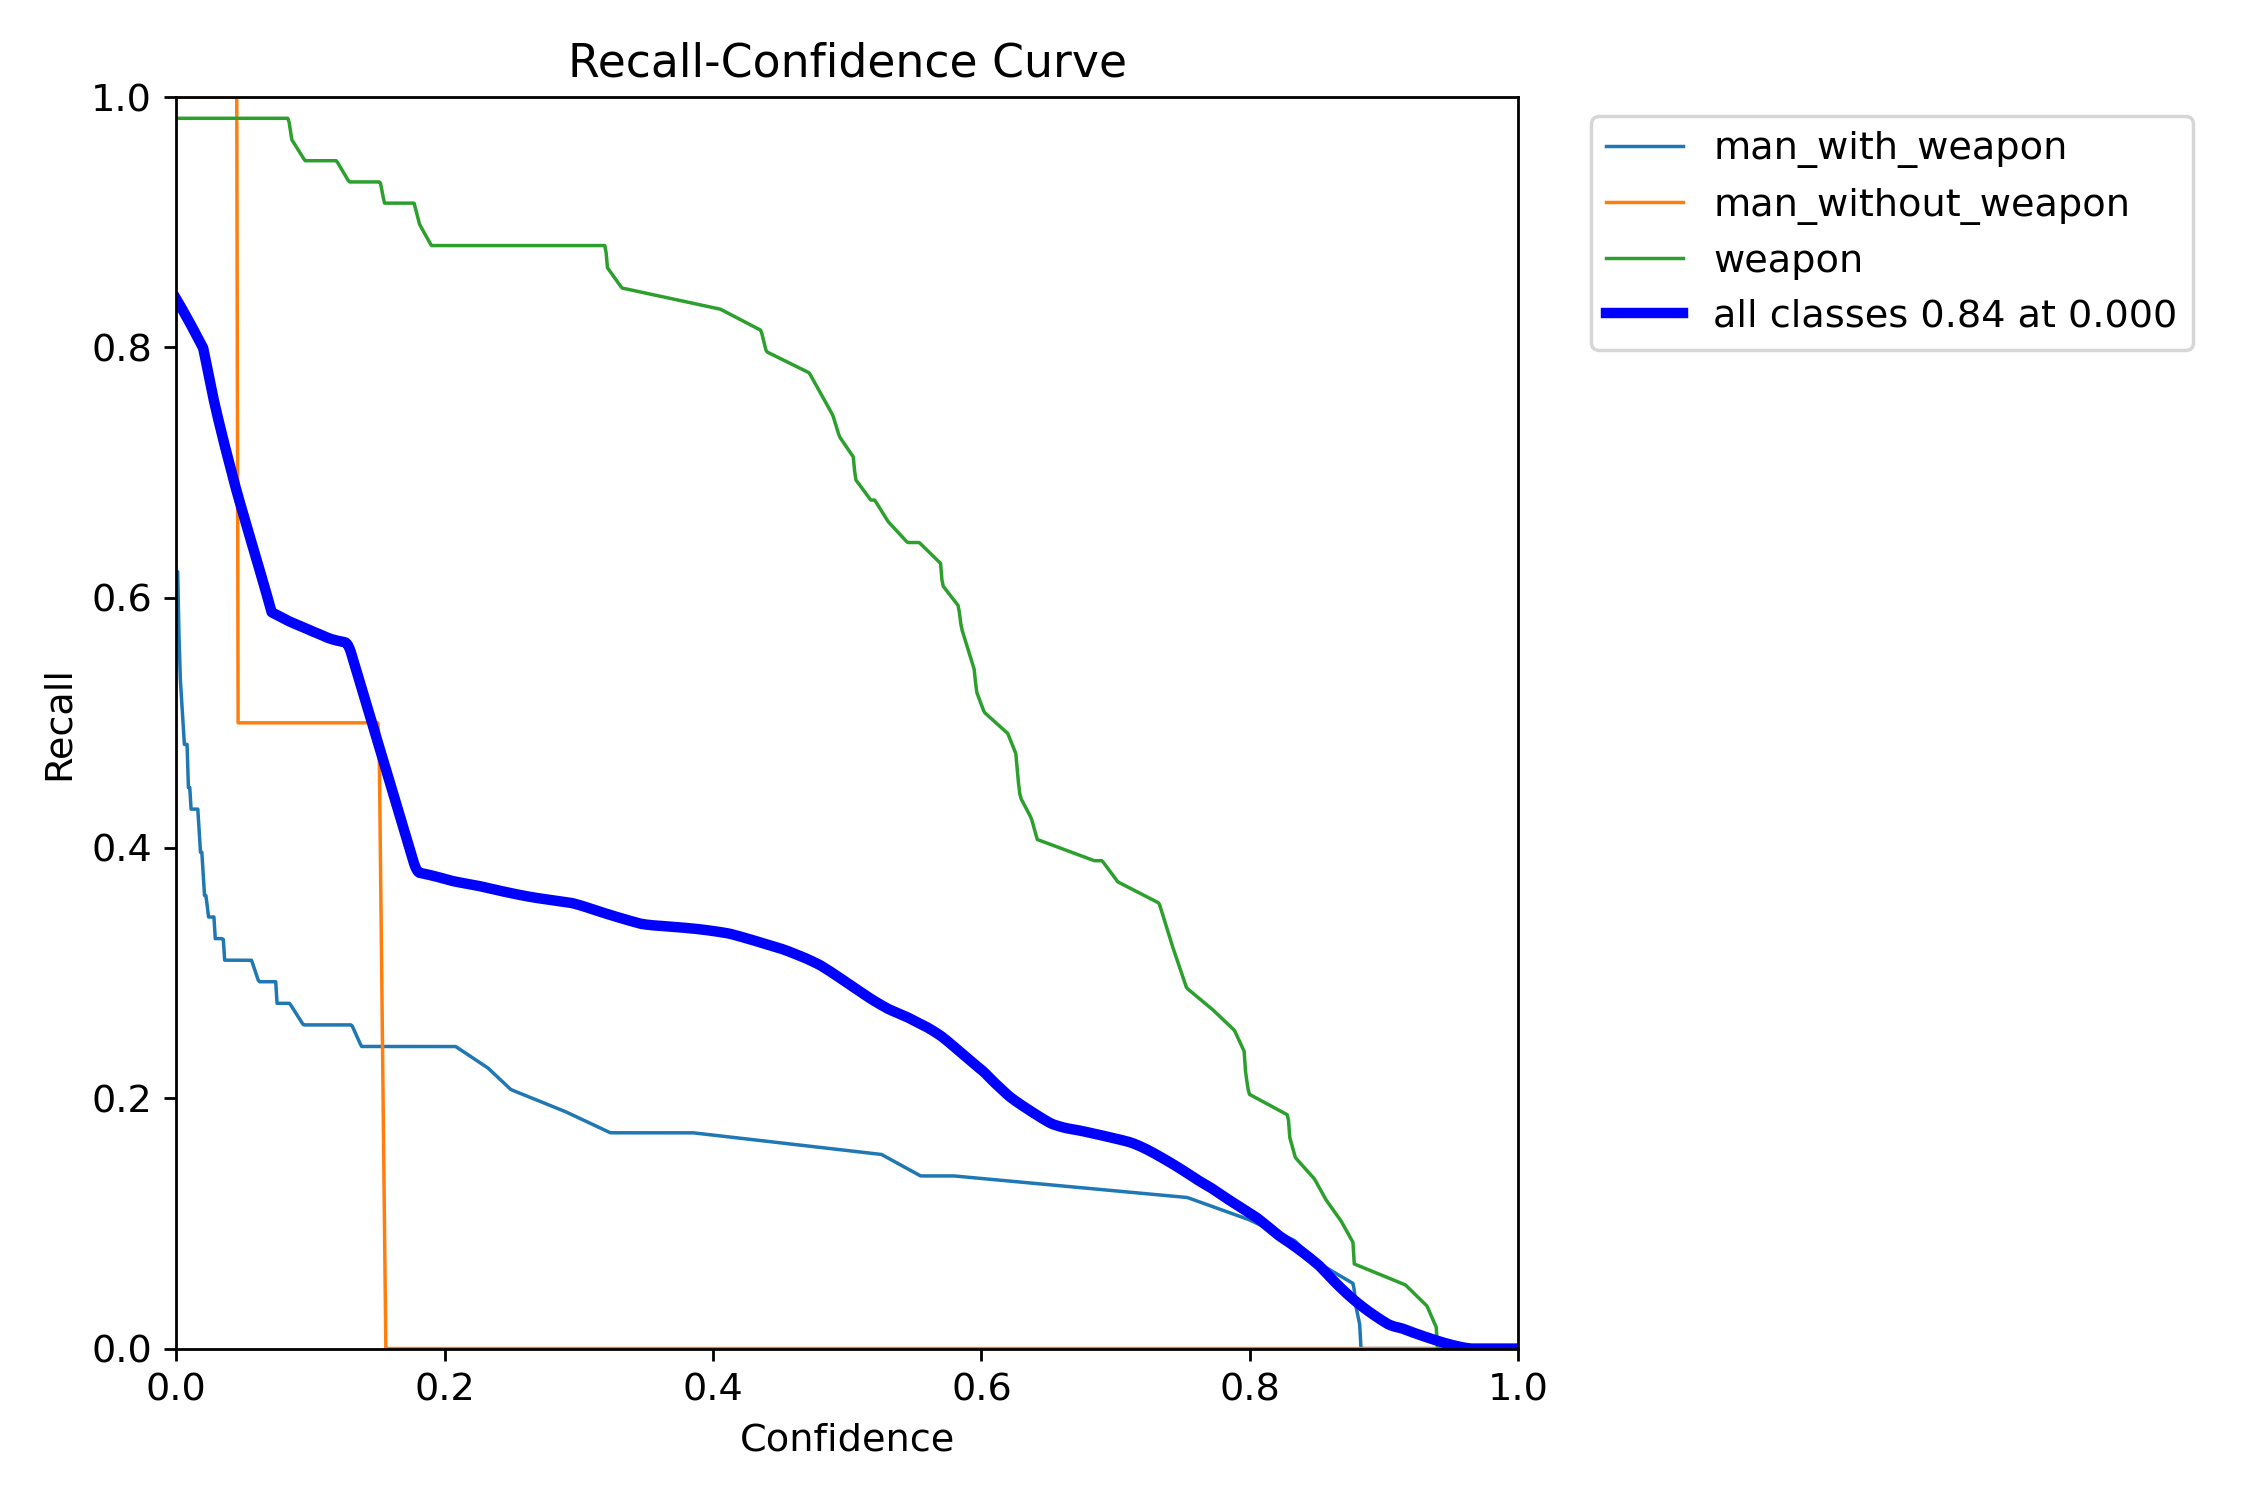 Recall-Confidence Curve
1.0
0.8
0.6
0.4
0.2
0.0
Recall
0.0 0.2 0.4 0.6 0.8 1.0
Confidence
man_with_weapon
man_without_weapon
weapon
all classes 0.84 at 0.000